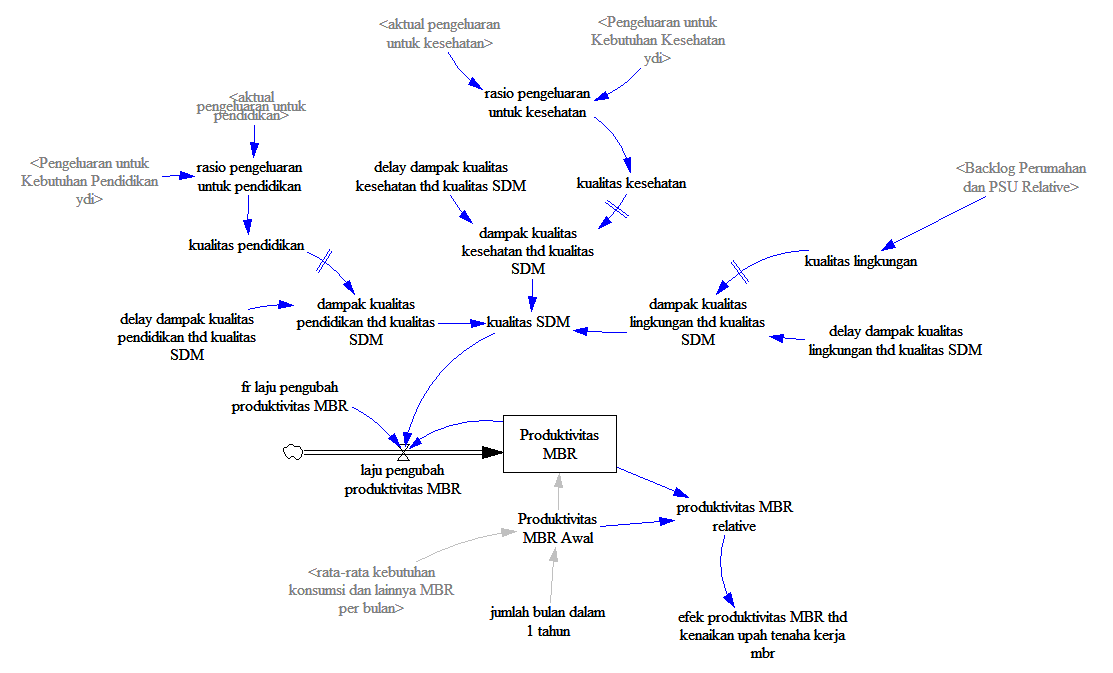 <aktual pengeluaran
untuk kesehatan>
<Pengeluaran untuk
Kebutuhan Kesehatan
ydi>
rasio pengeluaran
untuk kesehatan
<aktual
pengeluaran untuk
pendidikan>
<Pengeluaran untuk
Kebutuhan Pendidikan
ydi>
rasio pengeluaran
untuk pendidikan
delay dampak kualitas
kesehatan thd kualitas SDM
kualitas kesehatan
<Backlog Perumahan
dan PSU Relative>
kualitas pendidikan
dampak kualitas
kesehatan thd kualitas
SDM
kualitas lingkungan
delay dampak kualitas
pendidikan thd kualitas
SDM
dampak kualitas
pendidikan thd kualitas
SDM
kualitas SDM
dampak kualitas
lingkungan thd kualitas
SDM
delay dampak kualitas
lingkungan thd kualitas SDM
fr laju pengubah
produktivitas MBR
Produktivitas
MBR
laju pengubah
produktivitas MBR
Produktivitas
MBR Awal
produktivitas MBR
relative
<rata-rata kebutuhan
konsumsi dan lainnya MBR
per bulan>
jumlah bulan dalam
1 tahun
efek produktivitas MBR thd
kenaikan upah tenaha kerja
mbr